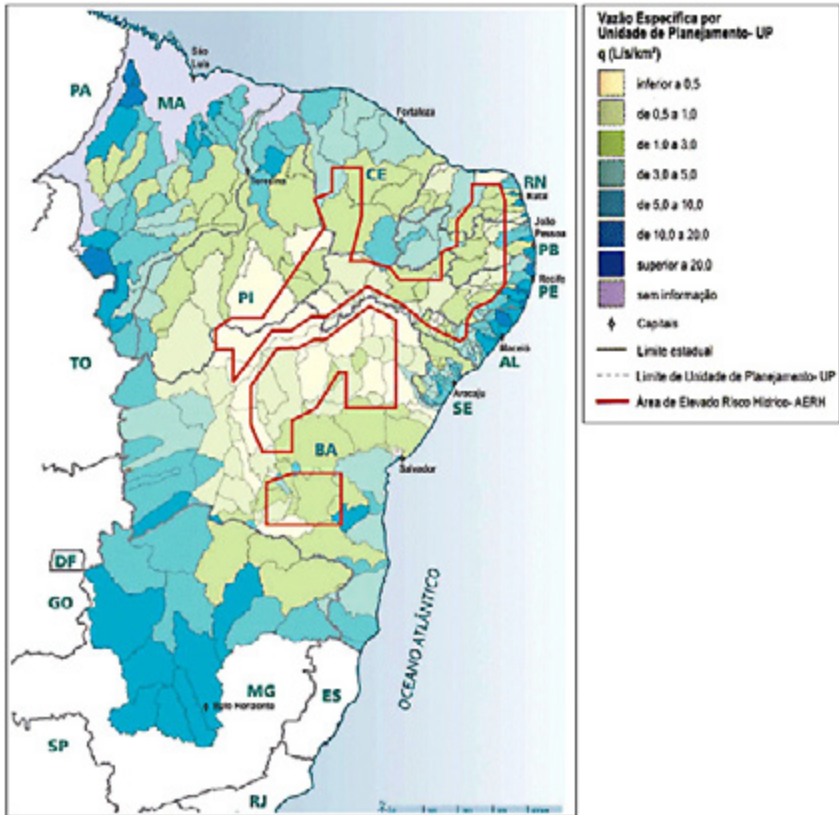 Vazão Específica por
Unidade de Planejamento- UP
q (L/s/km²)
inferior a 0,5
de 0,5 a 1,0
de 1,0 a 3,0
de 3,0 a 5,0
de 5,0 a 10,0
de 10,0 a 20,0
superior a 20,0
sem informação
Capitais
Limite estadual
Limite de Unidade de Planejamento- UP
Área de Elevado Risco Hídrico- AERH
São
Luís
PA
MA
Fortaleza
Teresina
CE
RN
Natal
João
Pessoa
PB
Recife
PE
PI
TO
Maceió
AL
Aracaju
SE
BA
Salvador
DF
GO
OCEANO ATLÂNTICO
MG
ES
Belo Horizonte
SP
RJ